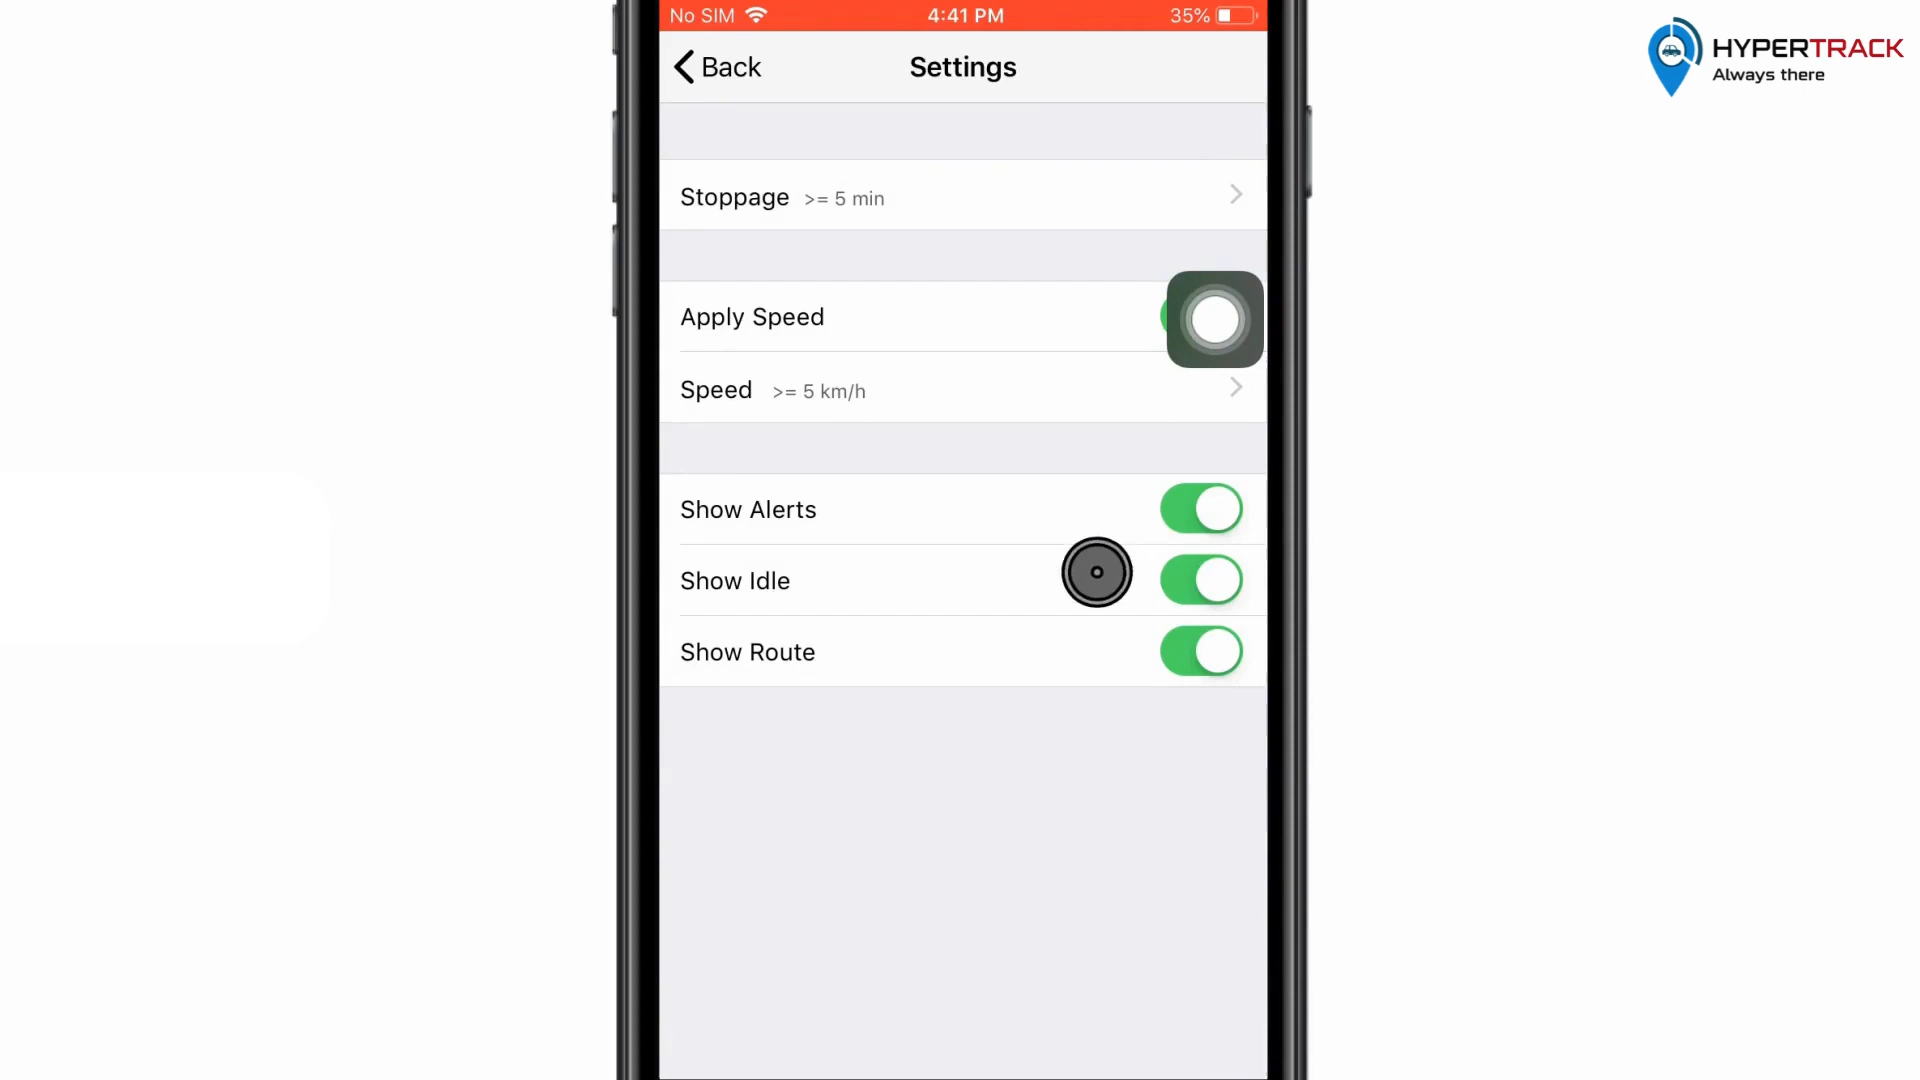 No SIM 4:41 PM 35%
HYPERTRACK
Always there
Back Settings
Stoppage >= 5 min
Apply Speed
Speed >= 5 km/h
Show Alerts
Show Idle
Show Route